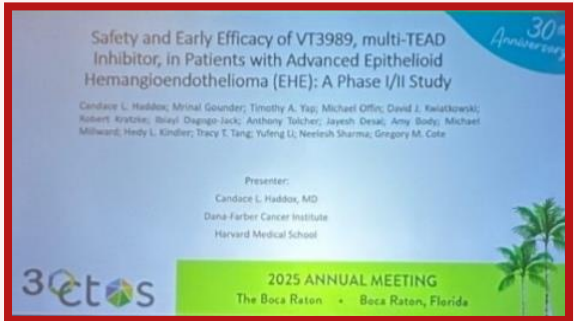 30th
Anniversary
Safety and Early Efficacy of VT3989, multi-TEAD
Inhibitor, in Patients with Advanced Epithelioid
Hemangioendothelioma (EHE): A Phase I/II Study
Candace L. Haddox; Mrinal Gounder; Timothy A. Yap; Michael Offin; David J. Kwiatkowski;
Robert Kratzke; Ibiayi Dagogo-Jack; Anthony Tolcher; Jayesh Desai; Amy Body; Michael
Millward; Hedy L. Kindler; Tracy T. Tang; Yufeng Li; Neelesh Sharma; Gregory M. Cote
Presenter:
Candace L. Haddox, MD
Dana-Farber Cancer Institute
Harvard Medical School
30 ctos
2025 ANNUAL MEETING
The Boca Raton • Boca Raton, Florida